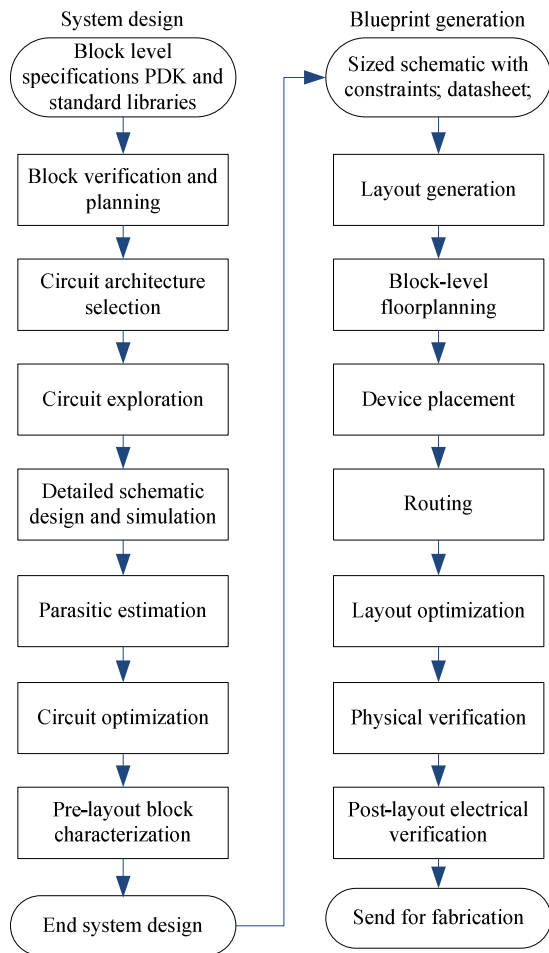 System design
Block level
specifications PDK and
standard libraries
Block verification and
planning
Circuit architecture
selection
Circuit exploration
Detailed schematic
design and simulation
Parasitic estimation
Circuit optimization
Pre-layout block
characterization
End system design
Blueprint generation
Sized schematic with
constraints; datasheet;
Layout generation
Block-level
floorplanning
Device placement
Routing
Layout optimization
Physical verification
Post-layout electrical
verification
Send for fabrication